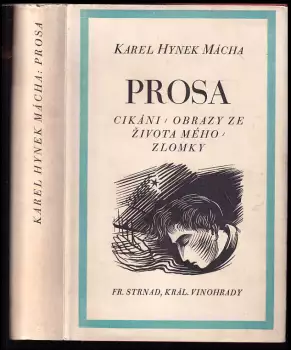 KAREL HYNEK MÁCHA: PROSA
KAREL HYNEK MÁCHA
PROSA
CIKÁNI / OBRAZY ZE
ŽIVOTA MÉHO /
ZLOMKY
FR. STRNAD, KRÁL. VINOHRADY